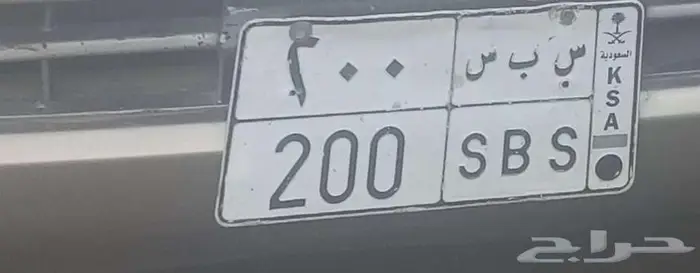 ٢٠٠ س ب س
200 SBS
السعودية
K
S
A
حراج